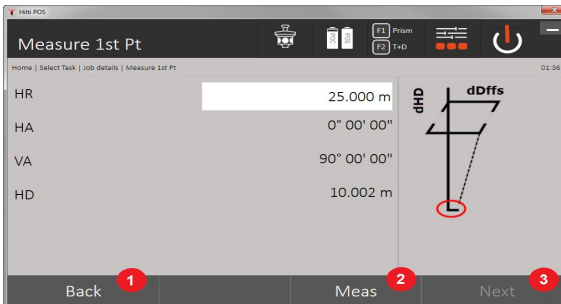 Hilti POS
Measure 1st Pt
POC
POS
F1 Prism
F2 T+D
Home | Select Task | Job details | Measure 1st Pt
01:36
HR 25.000 m
HA 0° 00' 00"
VA 90° 00' 00"
HD 10.002 m
dHD
dDffs
1
2
3
Back
Meas
Next